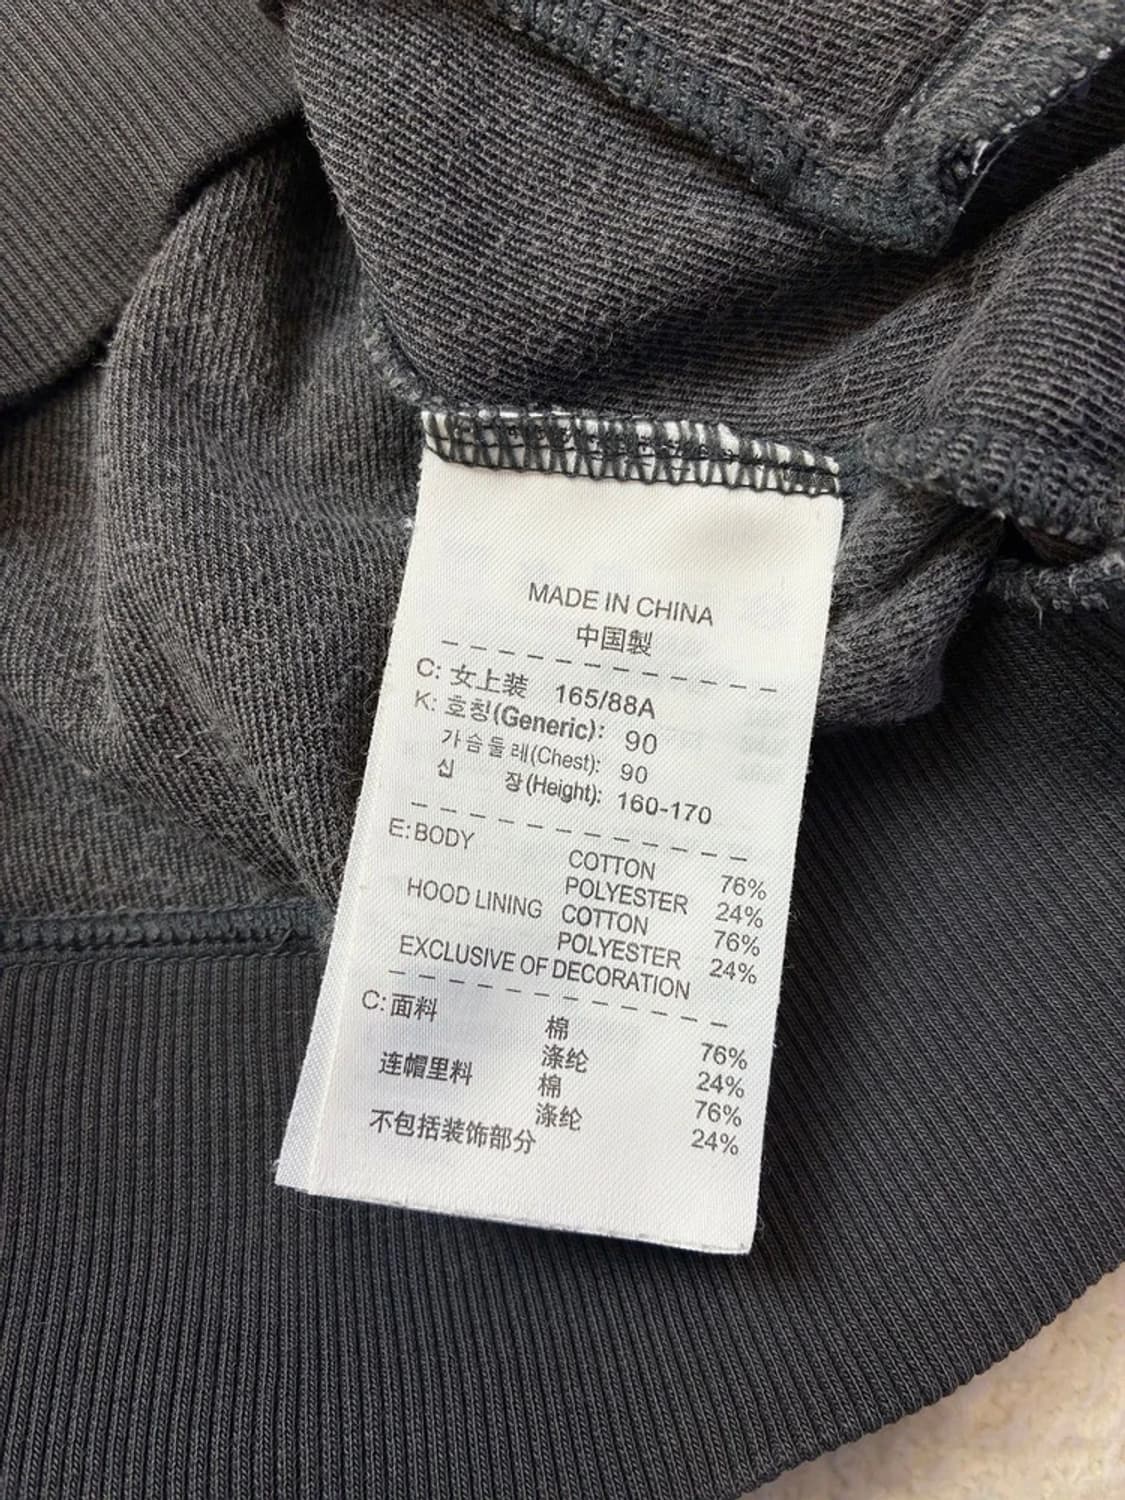 MADE IN CHINA
中国製
C: 女上装 165/88A
K: 호칭(Generic): 90
가슴둘레(Chest): 90
신 장(Height): 160-170
E: BODY COTTON 76%
POLYESTER 24%
HOOD LINING COTTON 76%
POLYESTER 24%
EXCLUSIVE OF DECORATION
C: 面料 棉 76%
涤纶 24%
连帽里料 棉 76%
涤纶 24%
不包括装饰部分